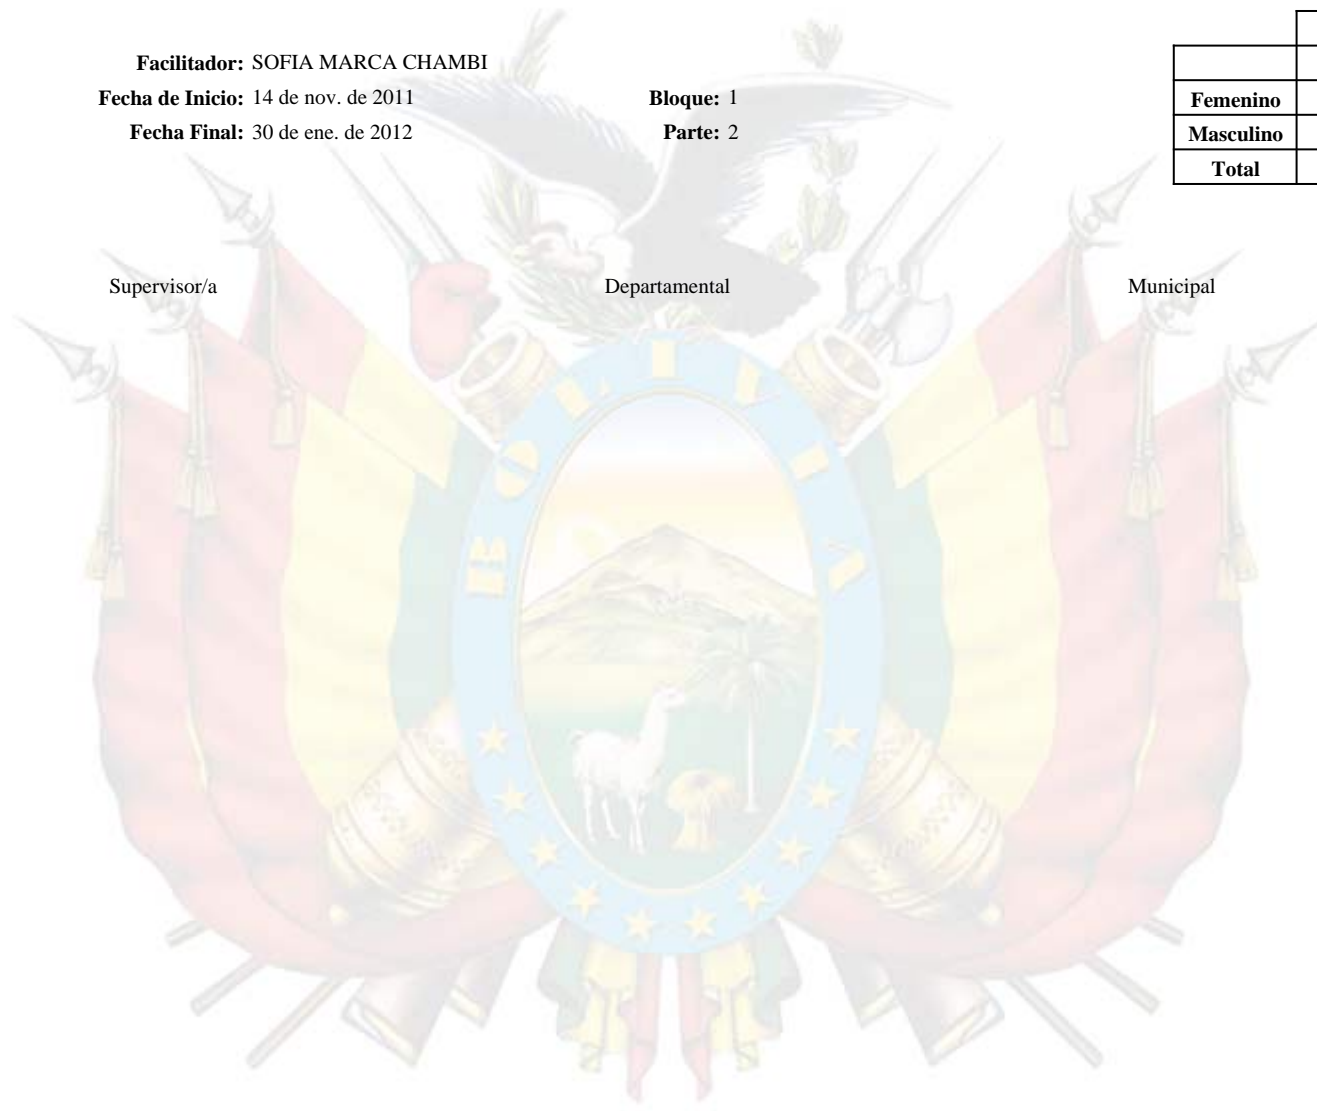 Facilitador: SOFIA MARCA CHAMBI
Fecha de Inicio: 14 de nov. de 2011 Bloque: 1
Femenino
Fecha Final: 30 de ene. de 2012 Parte: 2
Masculino
Total
Supervisor/a Departamental Municipal
BOLIVIA